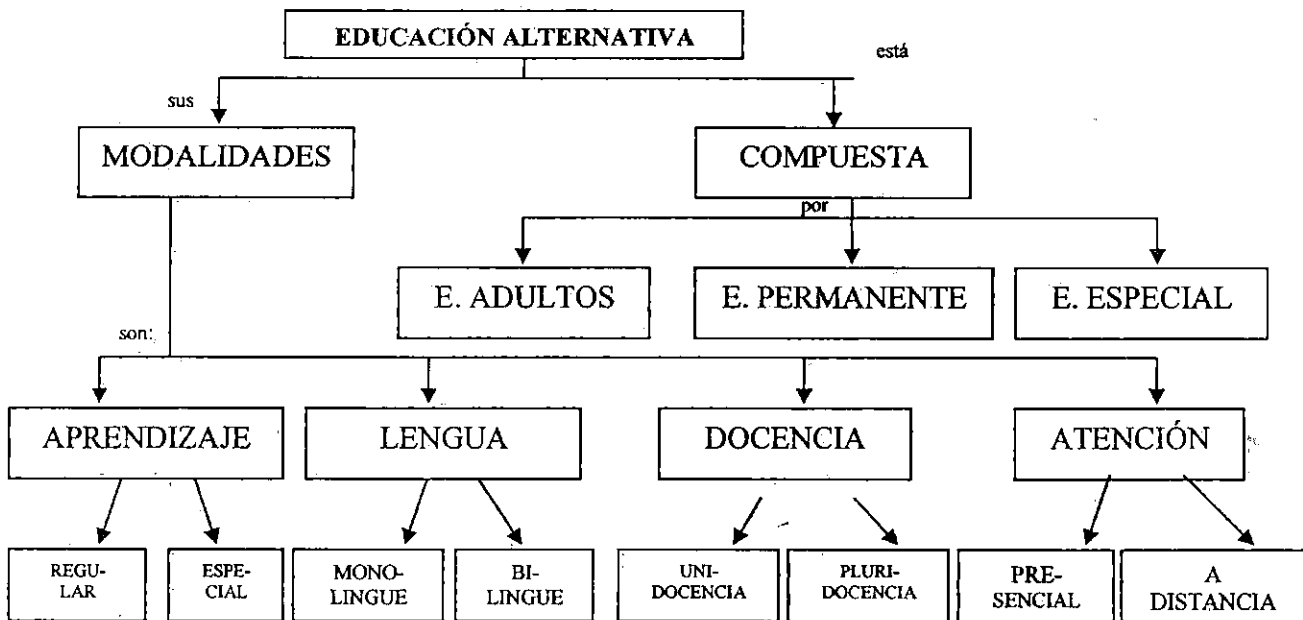 EDUCACIÓN ALTERNATIVA
está
sus
MODALIDADES
COMPUESTA
por
E. ADULTOS
E. PERMANENTE
E. ESPECIAL
son:
APRENDIZAJE
LENGUA
DOCENCIA
ATENCIÓN
REGU-
LAR
ESPE-
CIAL
MONO-
LINGUE
BI-
LINGUE
UNI-
DOCENCIA
PLURI-
DOCENCIA
PRE-
SENCIAL
A
DISTANCIA